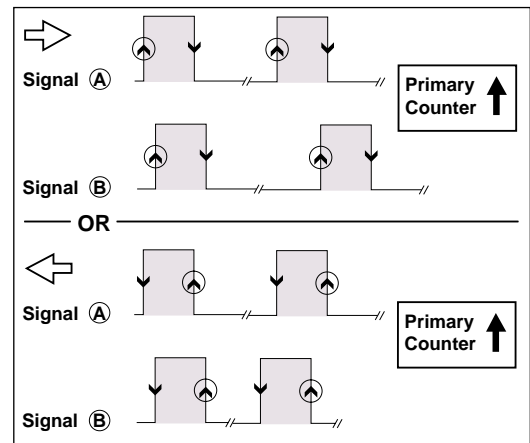 Signal Ⓐ
Primary
Counter
Signal Ⓑ
OR
Signal Ⓐ
Primary
Counter
Signal Ⓑ